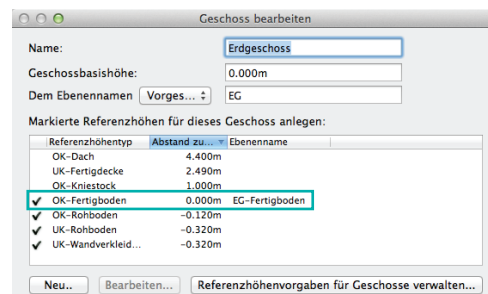 Geschoss bearbeiten
Name: Erdgeschoss
Geschossbasishöhe: 0.000m
Dem Ebenennamen Vorges... EG
Markierte Referenzhöhen für dieses Geschoss anlegen:
Referenzhöhentyp Abstand zu... Ebenenname
OK-Dach 4.400m
UK-Fertigdecke 2.490m
OK-Kniestock 1.000m
✓ OK-Fertigboden 0.000m EG-Fertigboden
✓ OK-Rohboden -0.120m
✓ UK-Rohboden -0.320m
✓ UK-Wandverkleid... -0.320m
Neu.. Bearbeiten... Referenzhöhenvorgaben für Geschosse verwalten...